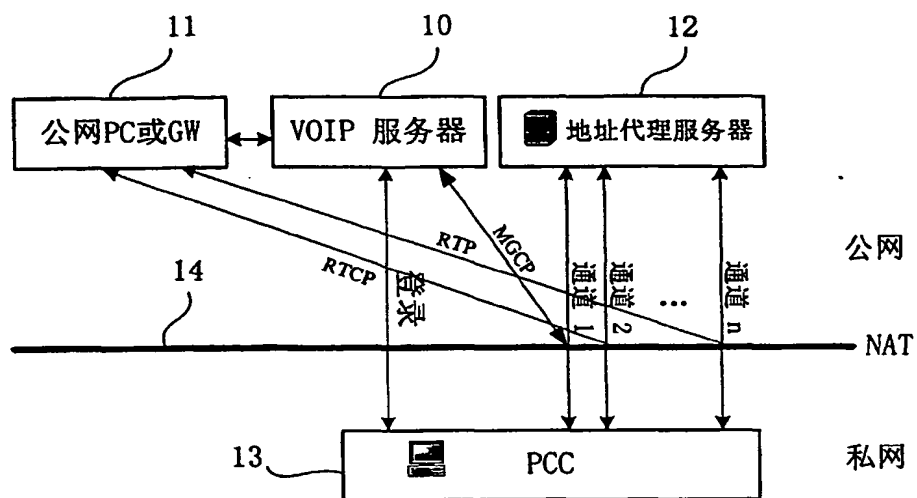 11
10
12
公网PC或GW
VOIP 服务器
地址代理服务器
RTP
MGCP
RTCP
登录
通道 1
通道 2
...
通道 n
公网
14
NAT
13
PCC
私网